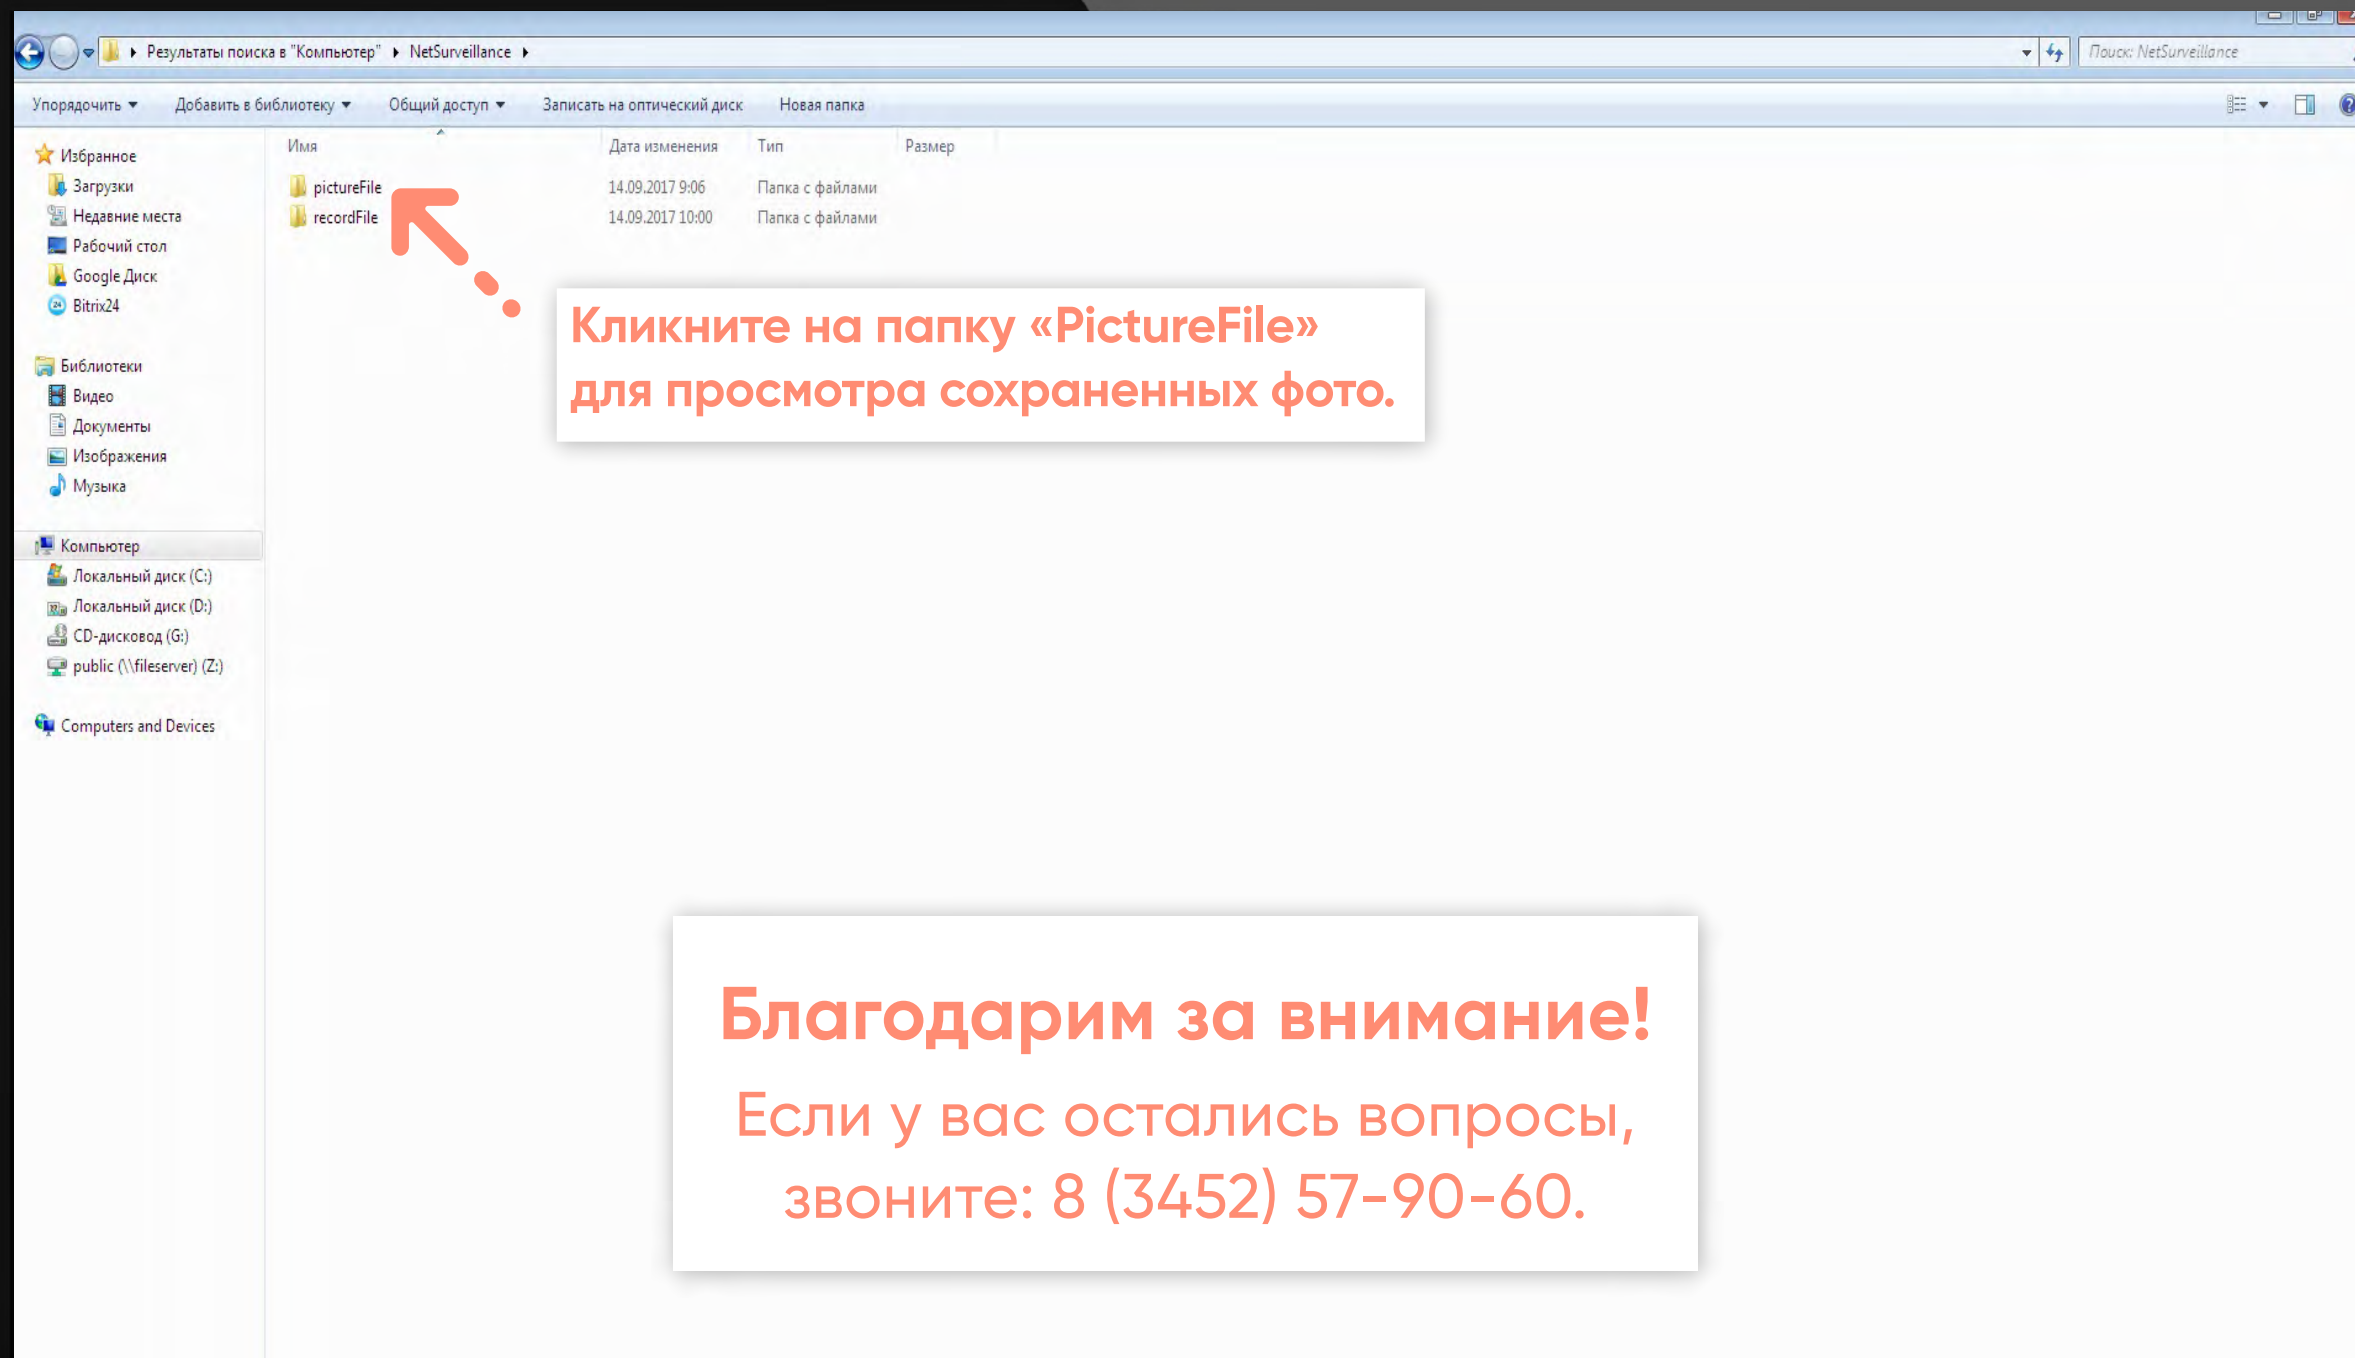 Результаты поиска в "Компьютер" ▸ NetSurveillance ▸
Поиск: NetSurveillance
Упорядочить Добавить в библиотеку Общий доступ Записать на оптический диск Новая папка
Имя Дата изменения Тип Размер
pictureFile 14.09.2017 9:06 Папка с файлами
recordFile 14.09.2017 10:00 Папка с файлами
Избранное
Загрузки
Недавние места
Рабочий стол
Google Диск
Bitrix24
Библиотеки
Видео
Документы
Изображения
Музыка
Компьютер
Локальный диск (C:)
Локальный диск (D:)
CD-дисковод (G:)
public (\\fileserver) (Z:)
Computers and Devices
Кликните на папку «PictureFile»
для просмотра сохраненных фото.
Благодарим за внимание!
Если у вас остались вопросы,
звоните: 8 (3452) 57-90-60.